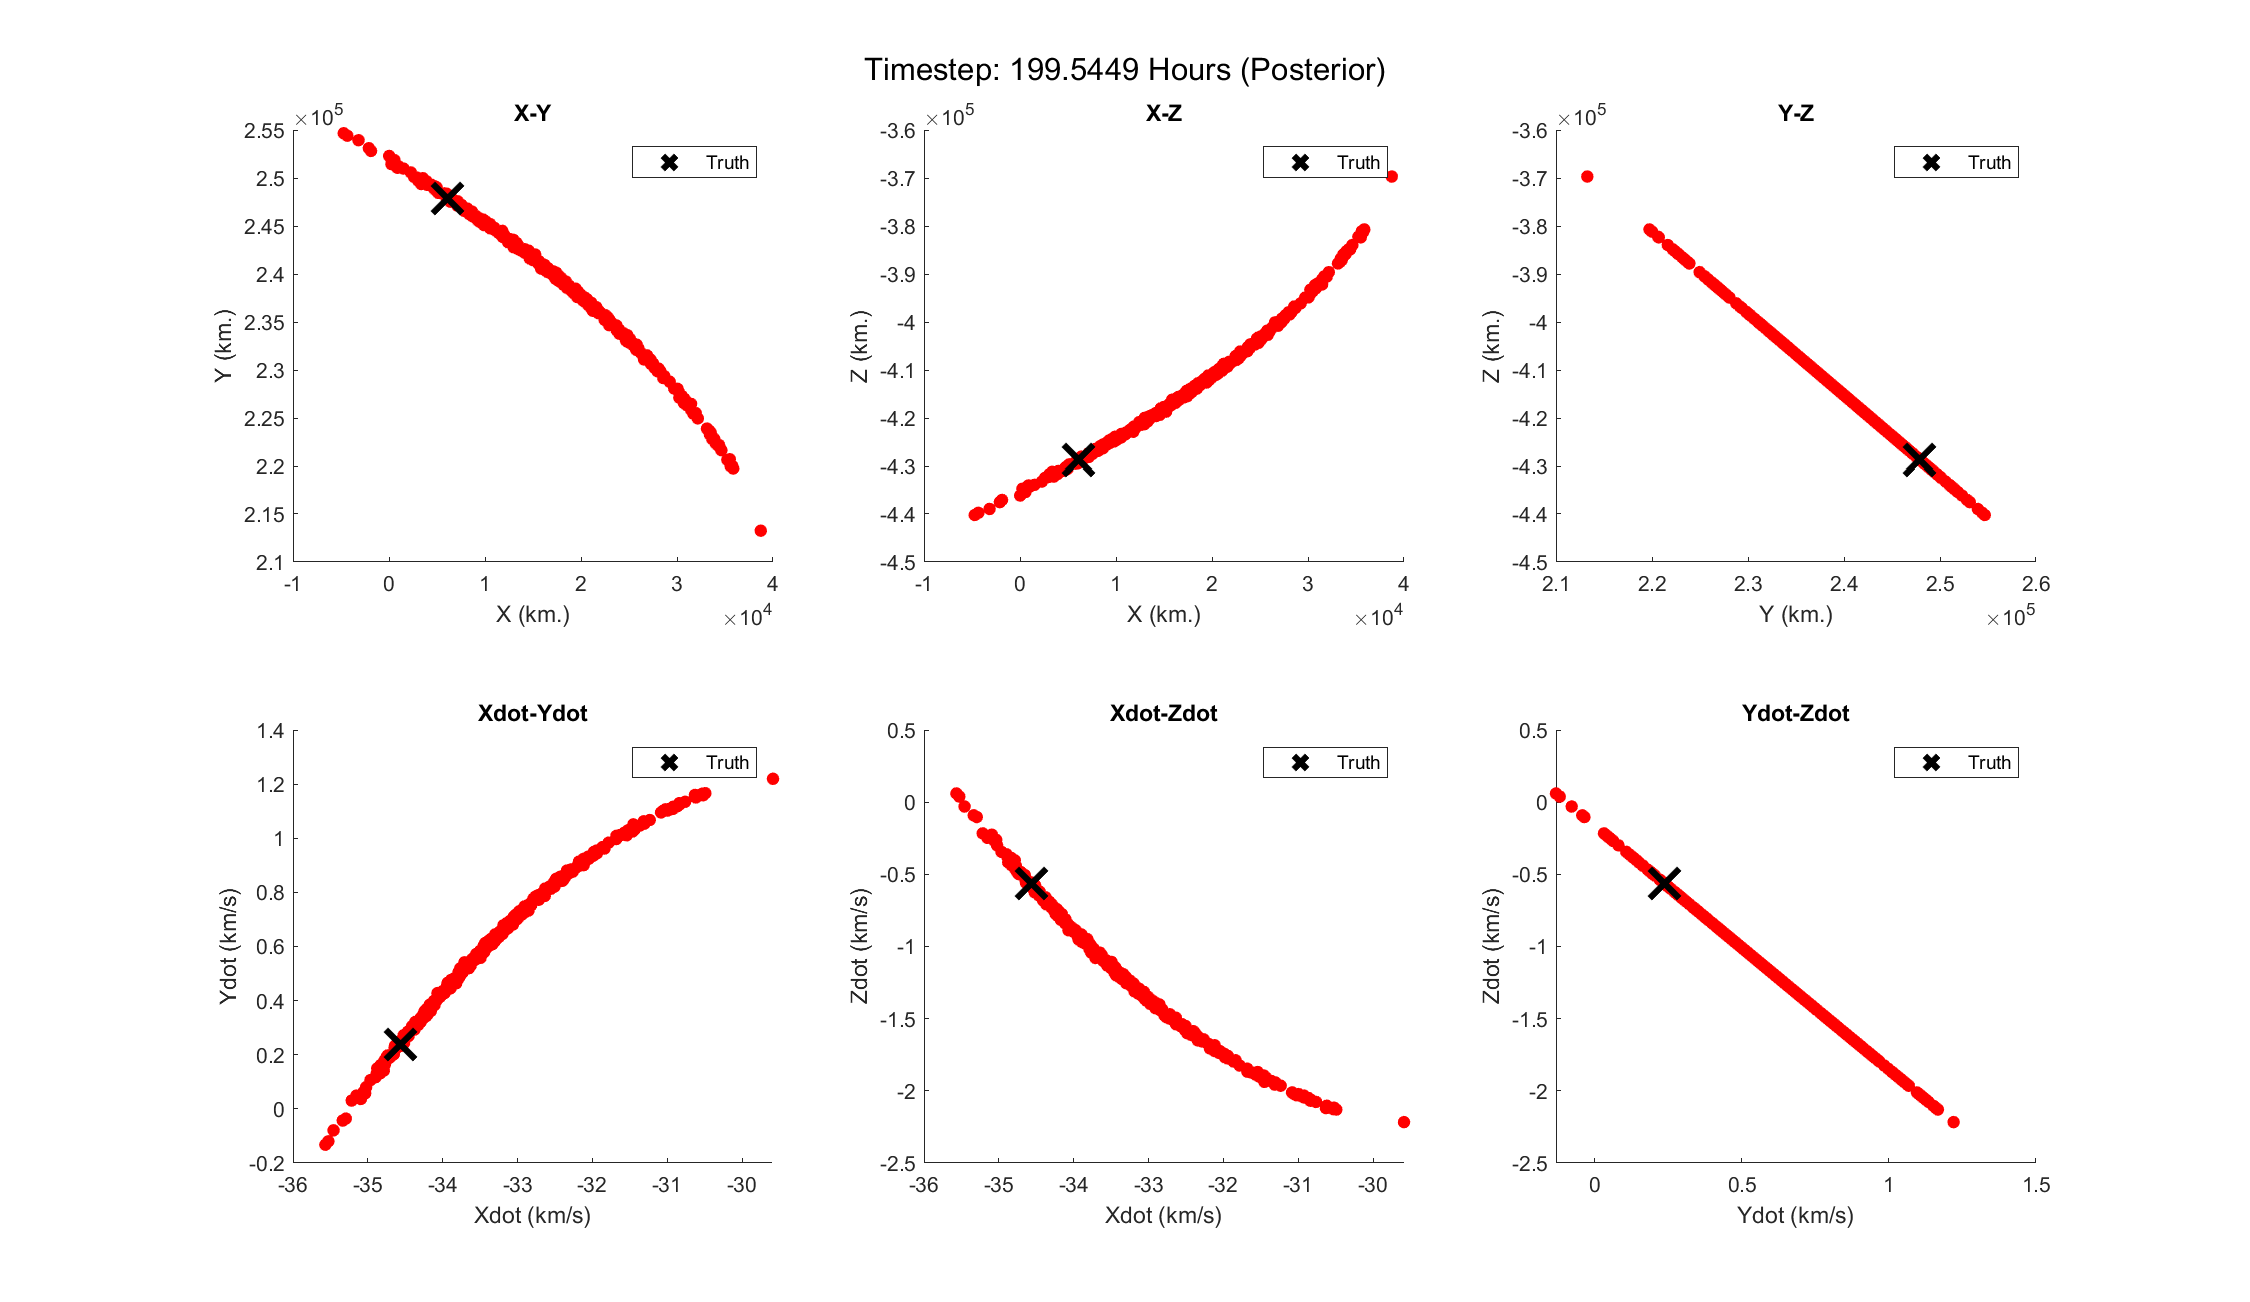 Timestep: 199.5449 Hours (Posterior)
X-Y
×10^5
2.55
2.5
2.45
2.4
2.35
2.3
2.25
2.2
2.15
2.1
Y (km.)
Truth
-1 0 1 2 3 4
X (km.)
×10^4
X-Z
×10^5
-3.6
-3.7
-3.8
-3.9
-4
-4.1
-4.2
-4.3
-4.4
-4.5
Z (km.)
Truth
-1 0 1 2 3 4
X (km.)
×10^4
Y-Z
×10^5
-3.6
-3.7
-3.8
-3.9
-4
-4.1
-4.2
-4.3
-4.4
-4.5
Z (km.)
Truth
2.1 2.2 2.3 2.4 2.5 2.6
Y (km.)
×10^5
Xdot-Ydot
1.4
1.2
1
0.8
0.6
0.4
0.2
0
-0.2
Ydot (km/s)
Truth
-36 -35 -34 -33 -32 -31 -30
Xdot (km/s)
Xdot-Zdot
0.5
0
-0.5
-1
-1.5
-2
-2.5
Zdot (km/s)
Truth
-36 -35 -34 -33 -32 -31 -30
Xdot (km/s)
Ydot-Zdot
0.5
0
-0.5
-1
-1.5
-2
-2.5
Zdot (km/s)
Truth
0 0.5 1 1.5
Ydot (km/s)